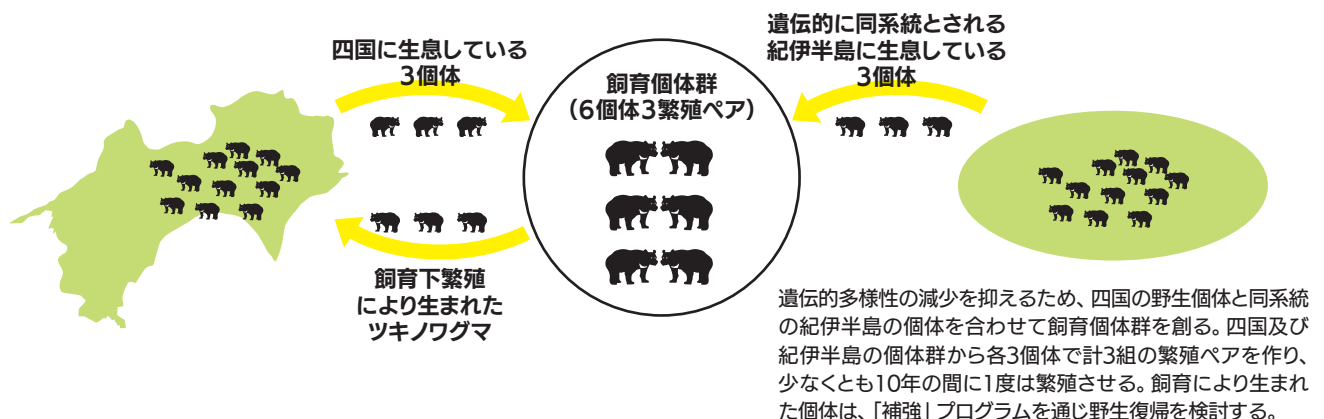 四国に生息している
3個体
飼育個体群
（6個体3繁殖ペア）
遺伝的に同系統とされる
紀伊半島に生息している
3個体
飼育下繁殖
により生まれた
ツキノワグマ
遺伝的多様性の減少を抑えるため、四国の野生個体と同系統
の紀伊半島の個体を合わせて飼育個体群を創る。四国及び
紀伊半島の個体群から各3個体で計3組の繁殖ペアを作り、
少なくとも10年の間に1度は繁殖させる。飼育により生まれ
た個体は、「補強」プログラムを通じ野生復帰を検討する。